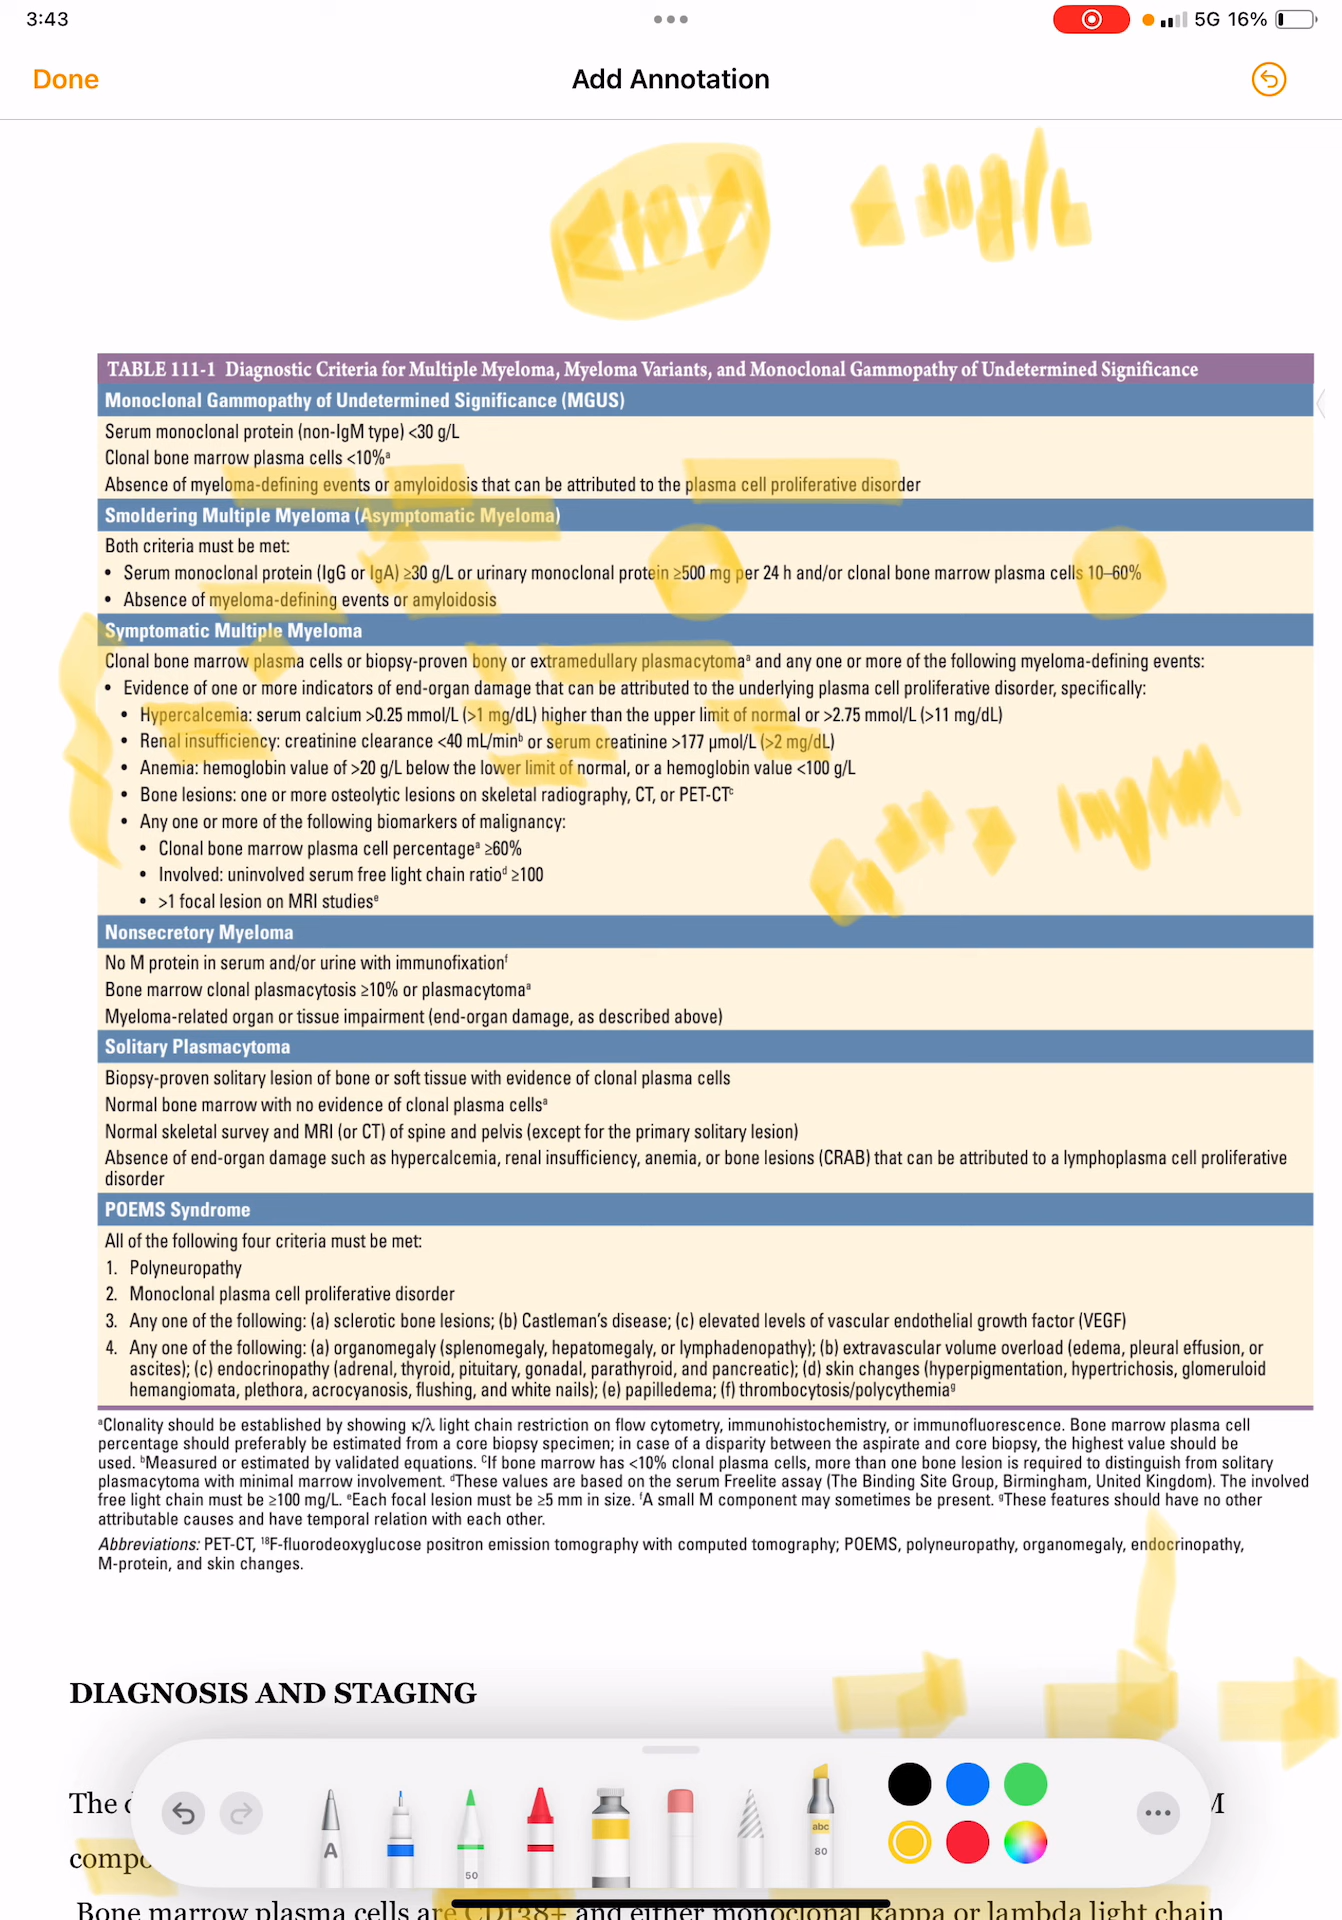 3:43
5G 16%
Done
Add Annotation
TABLE 111-1 Diagnostic Criteria for Multiple Myeloma, Myeloma Variants, and Monoclonal Gammopathy of Undetermined Significance
Monoclonal Gammopathy of Undetermined Significance (MGUS)
Serum monoclonal protein (non-IgM type) <30 g/L
Clonal bone marrow plasma cells <10%ᵃ
Absence of myeloma-defining events or amyloidosis that can be attributed to the plasma cell proliferative disorder
Smoldering Multiple Myeloma (Asymptomatic Myeloma)
Both criteria must be met:
• Serum monoclonal protein (IgG or IgA) ≥30 g/L or urinary monoclonal protein ≥500 mg per 24 h and/or clonal bone marrow plasma cells 10–60%
• Absence of myeloma-defining events or amyloidosis
Symptomatic Multiple Myeloma
Clonal bone marrow plasma cells or biopsy-proven bony or extramedullary plasmacytomaᵃ and any one or more of the following myeloma-defining events:
• Evidence of one or more indicators of end-organ damage that can be attributed to the underlying plasma cell proliferative disorder, specifically:
• Hypercalcemia: serum calcium >0.25 mmol/L (>1 mg/dL) higher than the upper limit of normal or >2.75 mmol/L (>11 mg/dL)
• Renal insufficiency: creatinine clearance <40 mL/minᵇ or serum creatinine >177 μmol/L (>2 mg/dL)
• Anemia: hemoglobin value of >20 g/L below the lower limit of normal, or a hemoglobin value <100 g/L
• Bone lesions: one or more osteolytic lesions on skeletal radiography, CT, or PET-CTᶜ
• Any one or more of the following biomarkers of malignancy:
• Clonal bone marrow plasma cell percentageᵃ ≥60%
• Involved: uninvolved serum free light chain ratioᵈ ≥100
• >1 focal lesion on MRI studiesᵉ
Nonsecretory Myeloma
No M protein in serum and/or urine with immunofixationᶠ
Bone marrow clonal plasmacytosis ≥10% or plasmacytomaᵃ
Myeloma-related organ or tissue impairment (end-organ damage, as described above)
Solitary Plasmacytoma
Biopsy-proven solitary lesion of bone or soft tissue with evidence of clonal plasma cells
Normal bone marrow with no evidence of clonal plasma cellsᵃ
Normal skeletal survey and MRI (or CT) of spine and pelvis (except for the primary solitary lesion)
Absence of end-organ damage such as hypercalcemia, renal insufficiency, anemia, or bone lesions (CRAB) that can be attributed to a lymphoplasma cell proliferative
disorder
POEMS Syndrome
All of the following four criteria must be met:
1. Polyneuropathy
2. Monoclonal plasma cell proliferative disorder
3. Any one of the following: (a) sclerotic bone lesions; (b) Castleman's disease; (c) elevated levels of vascular endothelial growth factor (VEGF)
4. Any one of the following: (a) organomegaly (splenomegaly, hepatomegaly, or lymphadenopathy); (b) extravascular volume overload (edema, pleural effusion, or
ascites); (c) endocrinopathy (adrenal, thyroid, pituitary, gonadal, parathyroid, and pancreatic); (d) skin changes (hyperpigmentation, hypertrichosis, glomeruloid
hemangiomata, plethora, acrocyanosis, flushing, and white nails); (e) papilledema; (f) thrombocytosis/polycythemiaᵍ
ᵃClonality should be established by showing κ/λ light chain restriction on flow cytometry, immunohistochemistry, or immunofluorescence. Bone marrow plasma cell
percentage should preferably be estimated from a core biopsy specimen; in case of a disparity between the aspirate and core biopsy, the highest value should be
used. ᵇMeasured or estimated by validated equations. ᶜIf bone marrow has <10% clonal plasma cells, more than one bone lesion is required to distinguish from solitary
plasmacytoma with minimal marrow involvement. ᵈThese values are based on the serum Freelite assay (The Binding Site Group, Birmingham, United Kingdom). The involved
free light chain must be ≥100 mg/L. ᵉEach focal lesion must be ≥5 mm in size. ᶠA small M component may sometimes be present. ᵍThese features should have no other
attributable causes and have temporal relation with each other.
Abbreviations: PET-CT, ¹⁸F-fluorodeoxyglucose positron emission tomography with computed tomography; POEMS, polyneuropathy, organomegaly, endocrinopathy,
M-protein, and skin changes.
DIAGNOSIS AND STAGING
The
A
50
abc
80
Bone marrow plasma cells are CD138+ and either monoclonal kappa or lambda light chain